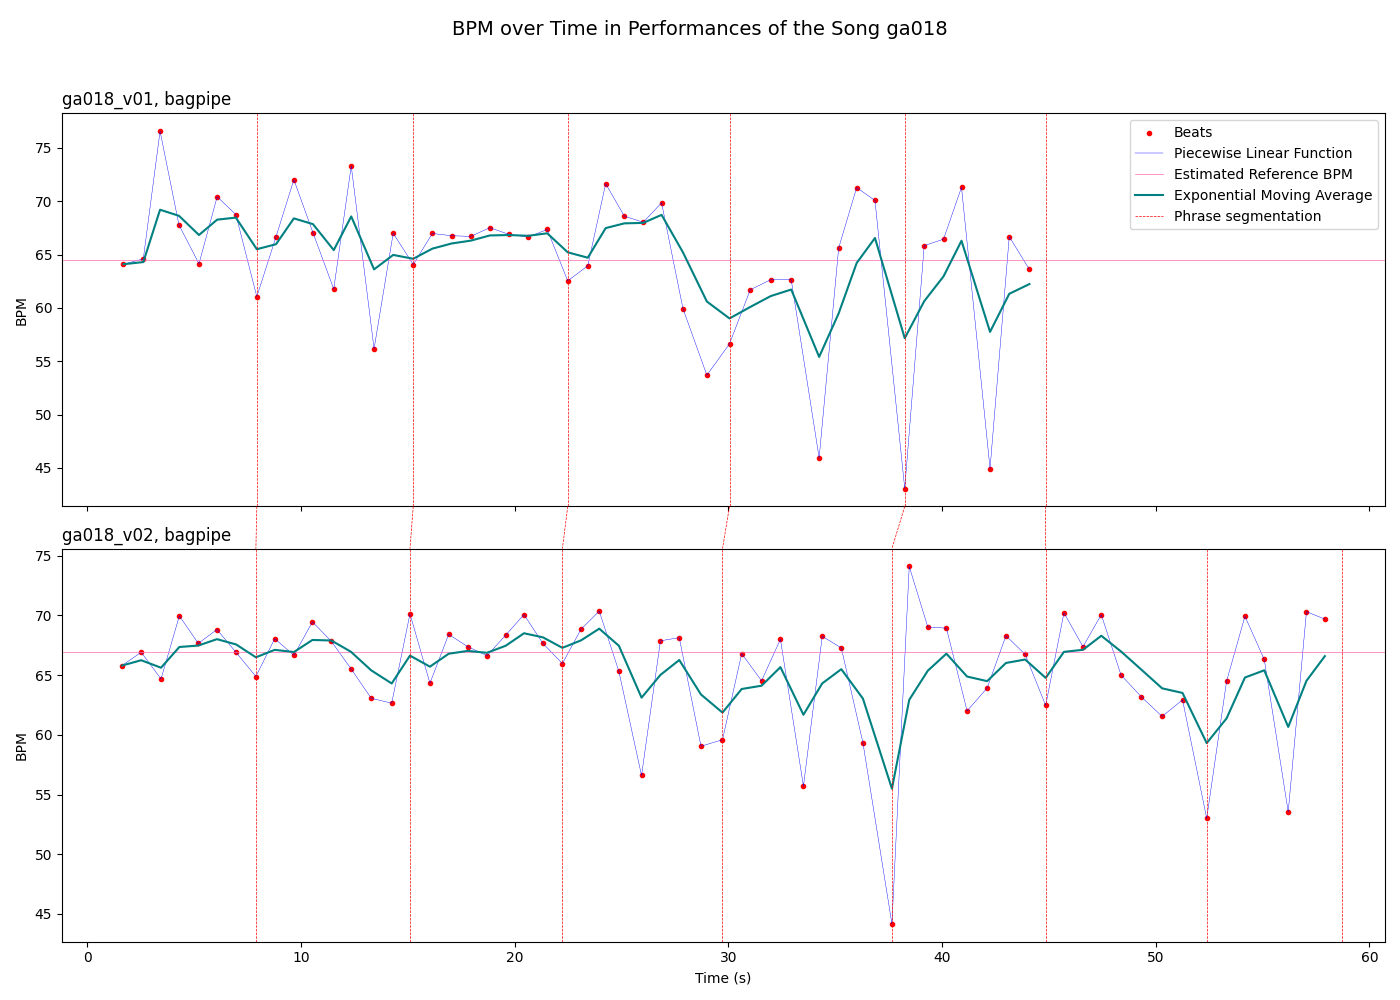 BPM over Time in Performances of the Song ga018
ga018_v01, bagpipe
Beats
Piecewise Linear Function
Estimated Reference BPM
Exponential Moving Average
Phrase segmentation
75
70
65
60
55
50
45
BPM
ga018_v02, bagpipe
75
70
65
60
55
50
45
BPM
0 10 20 30 40 50 60
Time (s)